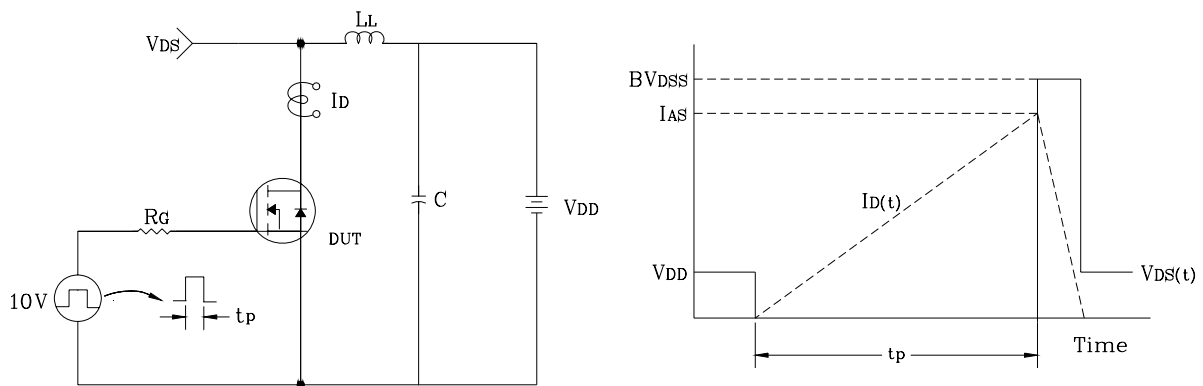 LL
VDS
ID
RG
DUT
C
VDD
10V
tp
BVDSS
IAS
ID(t)
VDD
VDS(t)
tp
Time